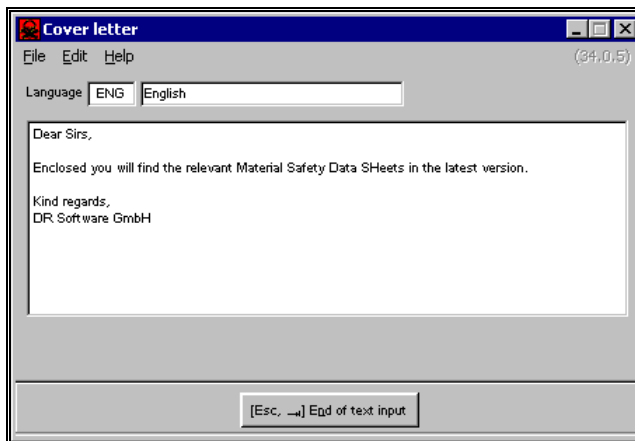 Cover letter
File Edit Help (34.0.5)
Language ENG English
Dear Sirs,
Enclosed you will find the relevant Material Safety Data SHeets in the latest version.
Kind regards,
DR Software GmbH
[Esc, →] End of text input